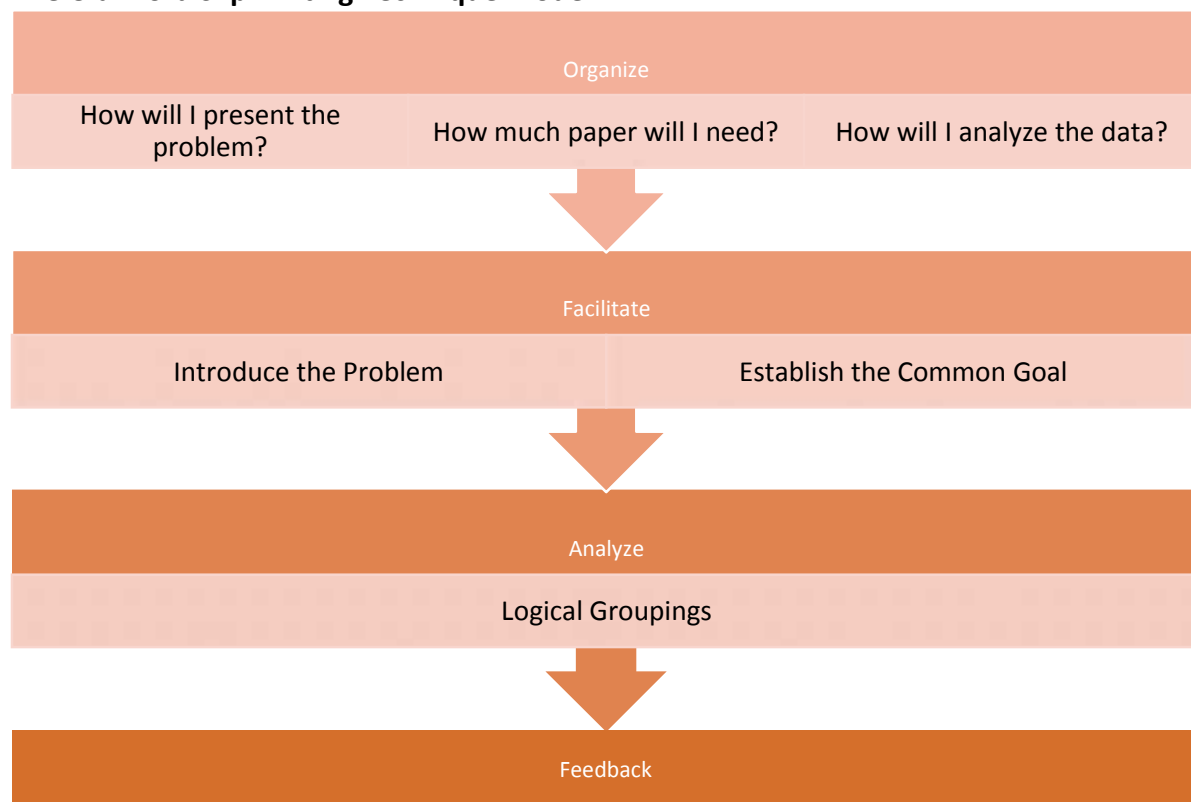 Organize
How will I present the
problem?
How much paper will I need?
How will I analyze the data?
Facilitate
Introduce the Problem
Establish the Common Goal
Analyze
Logical Groupings
Feedback